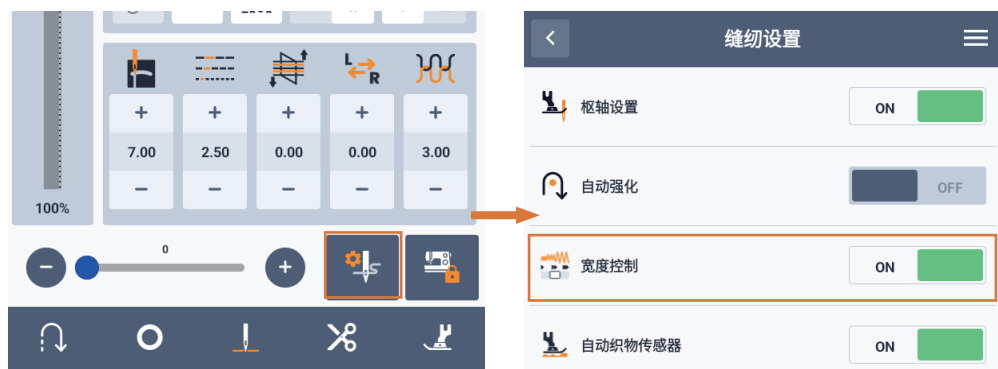 L
R
+ + + + +
7.00 2.50 0.00 0.00 3.00
− − − − −
100%
0
− +
缝纫设置
枢轴设置 ON
自动强化 OFF
宽度控制 ON
自动织物传感器 ON